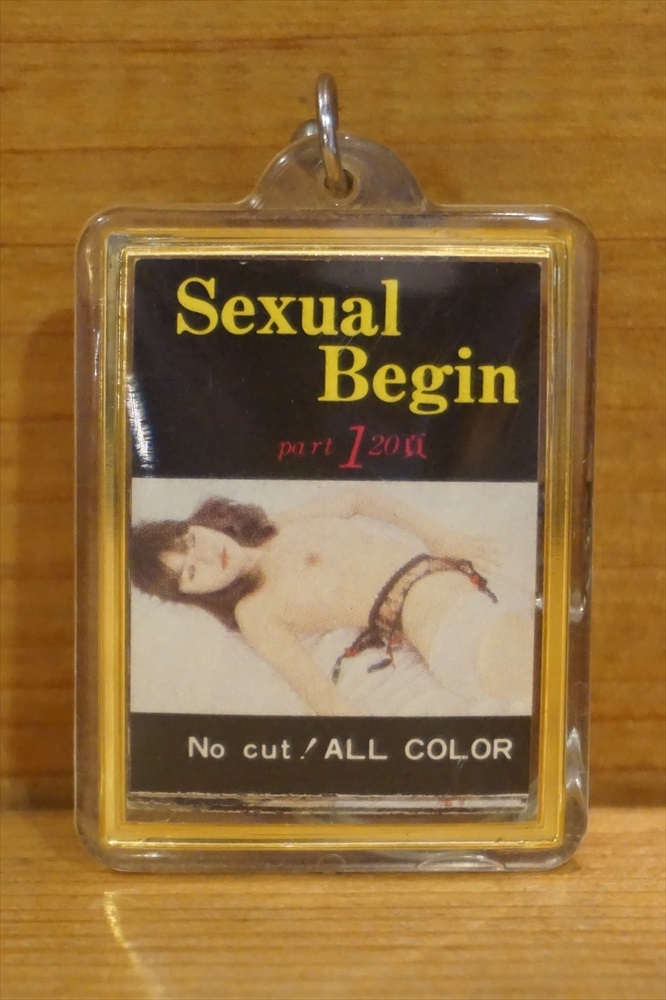 Sexual
Begin
part 1 20頁
No cut! ALL COLOR